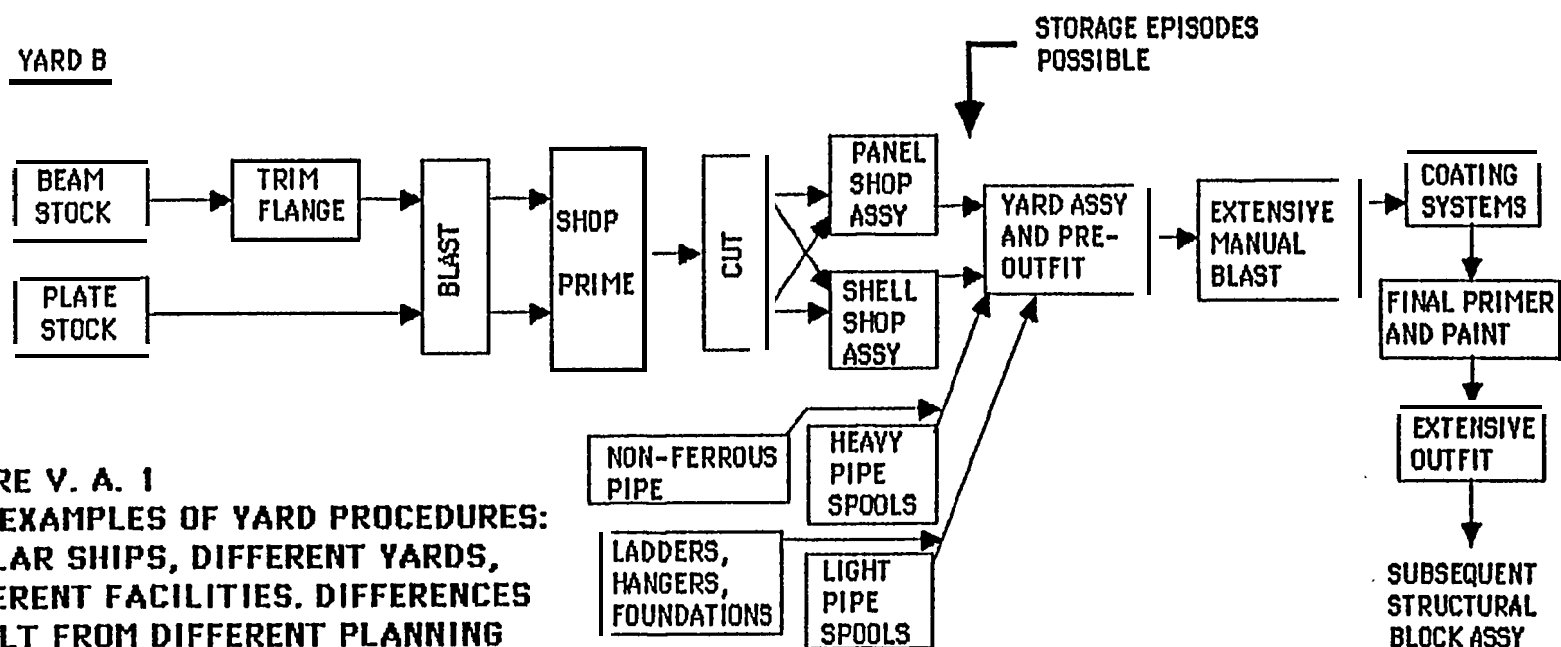 YARD B
STORAGE EPISODES
POSSIBLE
BEAM
STOCK
TRIM
FLANGE
PLATE
STOCK
BLAST
SHOP
PRIME
CUT
PANEL
SHOP
ASSY
SHELL
SHOP
ASSY
YARD ASSY
AND PRE-
OUTFIT
EXTENSIVE
MANUAL
BLAST
COATING
SYSTEMS
FINAL PRIMER
AND PAINT
EXTENSIVE
OUTFIT
SUBSEQUENT
STRUCTURAL
BLOCK ASSY
NON-FERROUS
PIPE
HEAVY
PIPE
SPOOLS
LADDERS,
HANGERS,
FOUNDATIONS
LIGHT
PIPE
SPOOLS
RE V. A. 1
EXAMPLES OF YARD PROCEDURES:
LAR SHIPS, DIFFERENT YARDS,
ERENT FACILITIES. DIFFERENCES
LT FROM DIFFERENT PLANNING